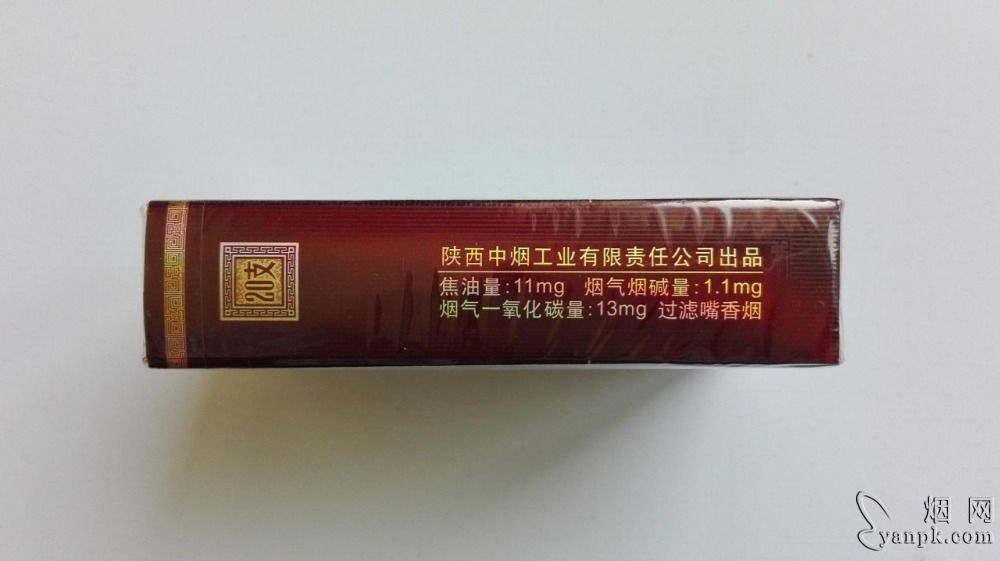 20支
陕西中烟工业有限责任公司出品
焦油量:11mg 烟气烟碱量:1.1mg
烟气一氧化碳量:13mg 过滤嘴香烟
烟网
yanpk.com